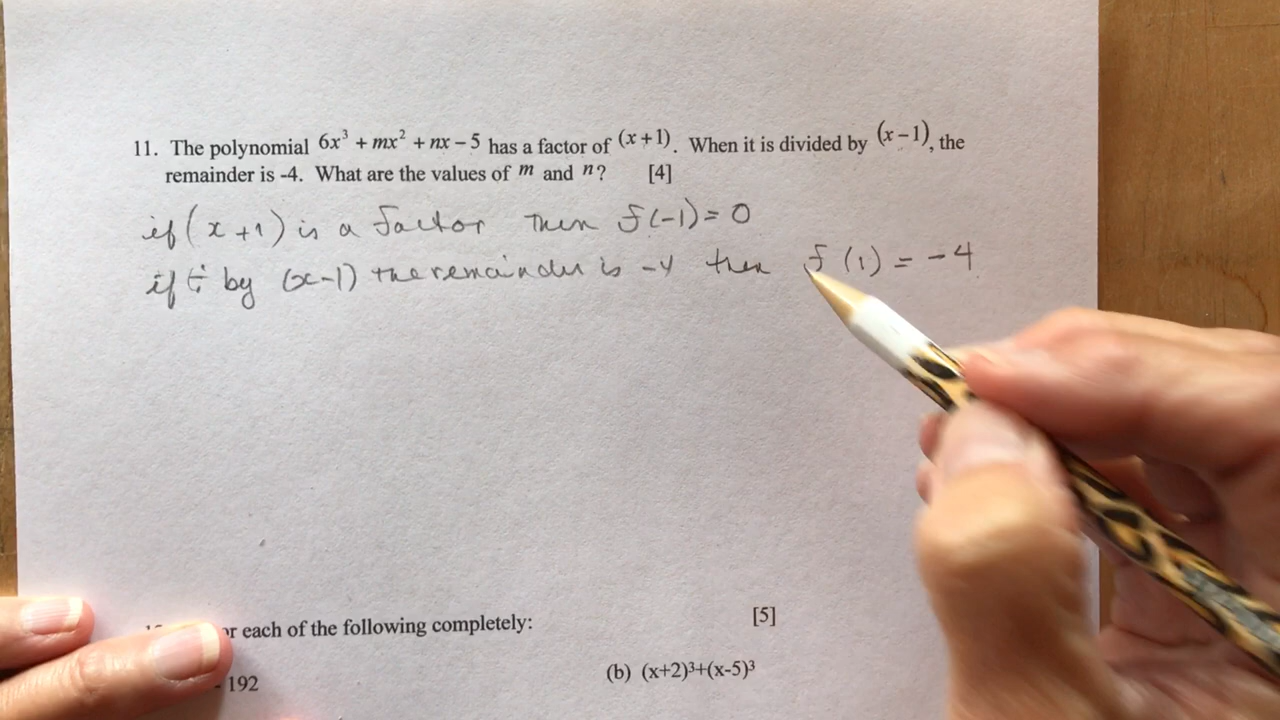 11. The polynomial 6x³ + mx² + nx − 5 has a factor of (x+1). When it is divided by (x−1), the
remainder is -4. What are the values of m and n? [4]
if (x+1) is a factor then f(-1) = 0
if ÷ by (x-1) the remainder is -4 then f(1) = -4
or each of the following completely: [5]
192
(b) (x+2)³+(x-5)³